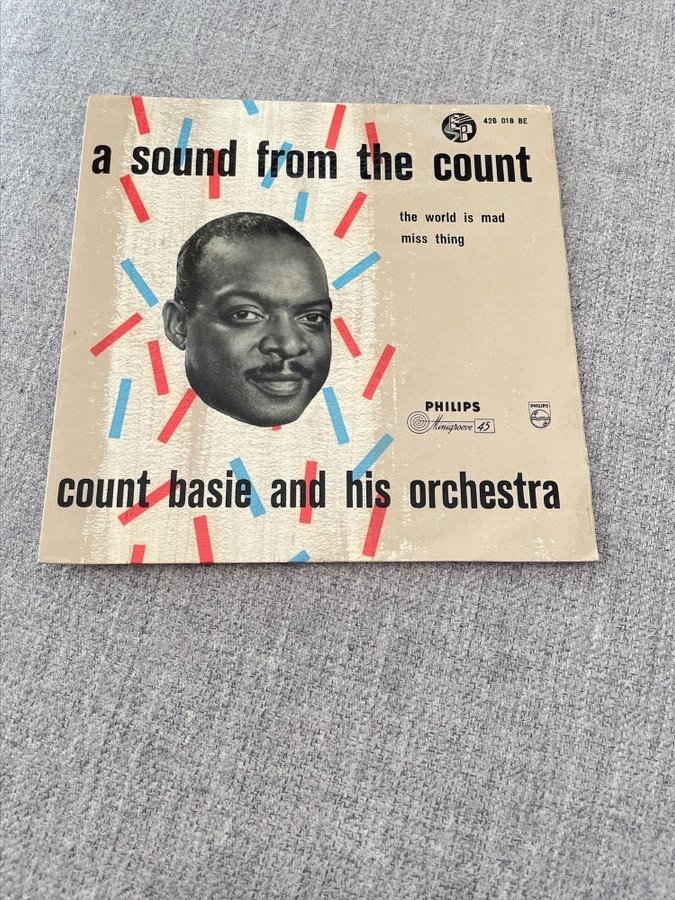 426 018 BE
a sound from the count
the world is mad
miss thing
PHILIPS
Minigroove 45
PHILIPS
count basie and his orchestra